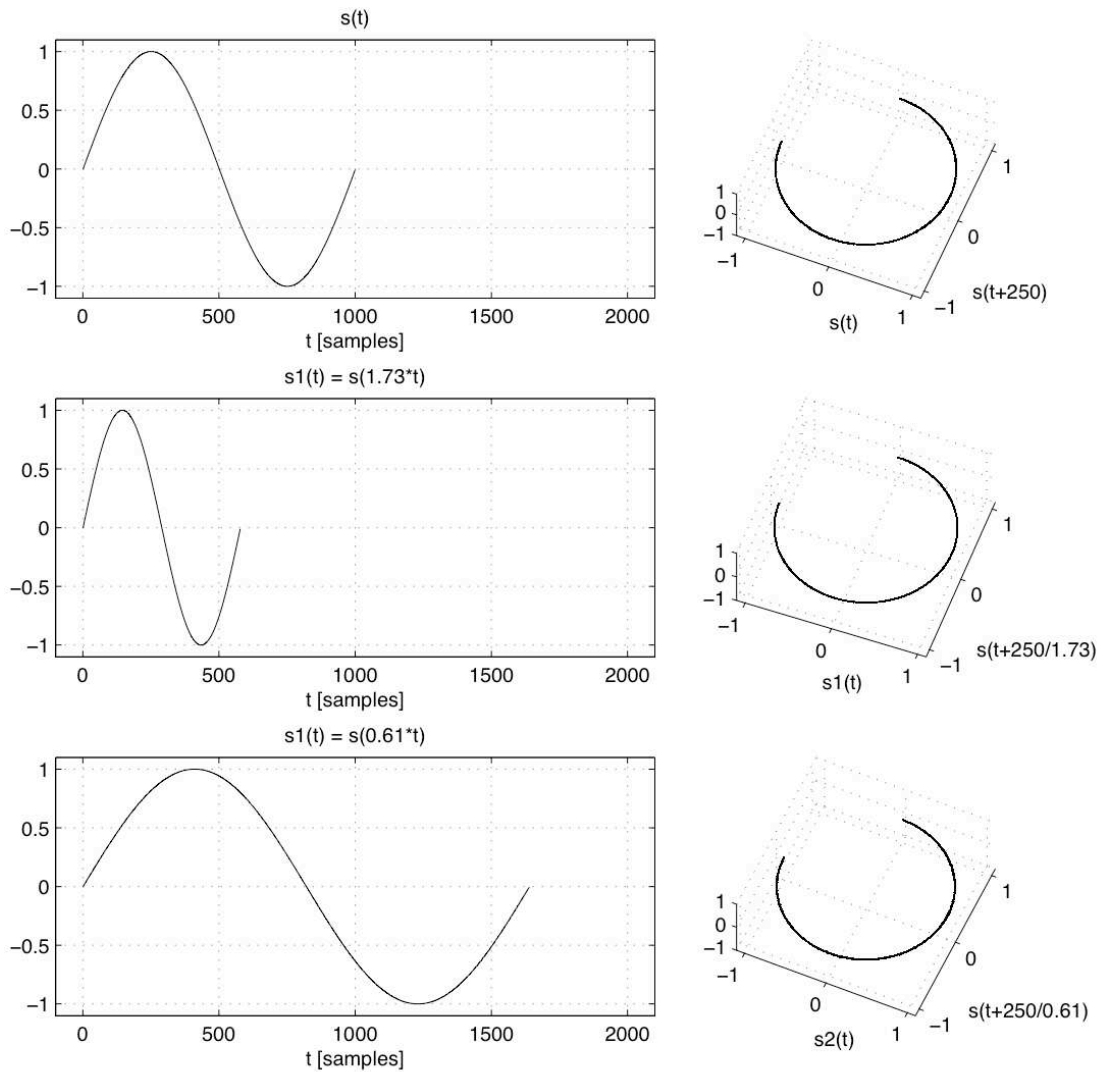 s(t)
1
0.5
0
−0.5
−1
0 500 1000 1500 2000
t [samples]
1
0
−1
−1
0
1
−1
0
1
s(t)
s(t+250)
s1(t) = s(1.73*t)
1
0.5
0
−0.5
−1
0 500 1000 1500 2000
t [samples]
1
0
−1
−1
0
1
−1
0
1
s1(t)
s(t+250/1.73)
s1(t) = s(0.61*t)
1
0.5
0
−0.5
−1
0 500 1000 1500 2000
t [samples]
1
0
−1
−1
0
1
−1
0
1
s2(t)
s(t+250/0.61)